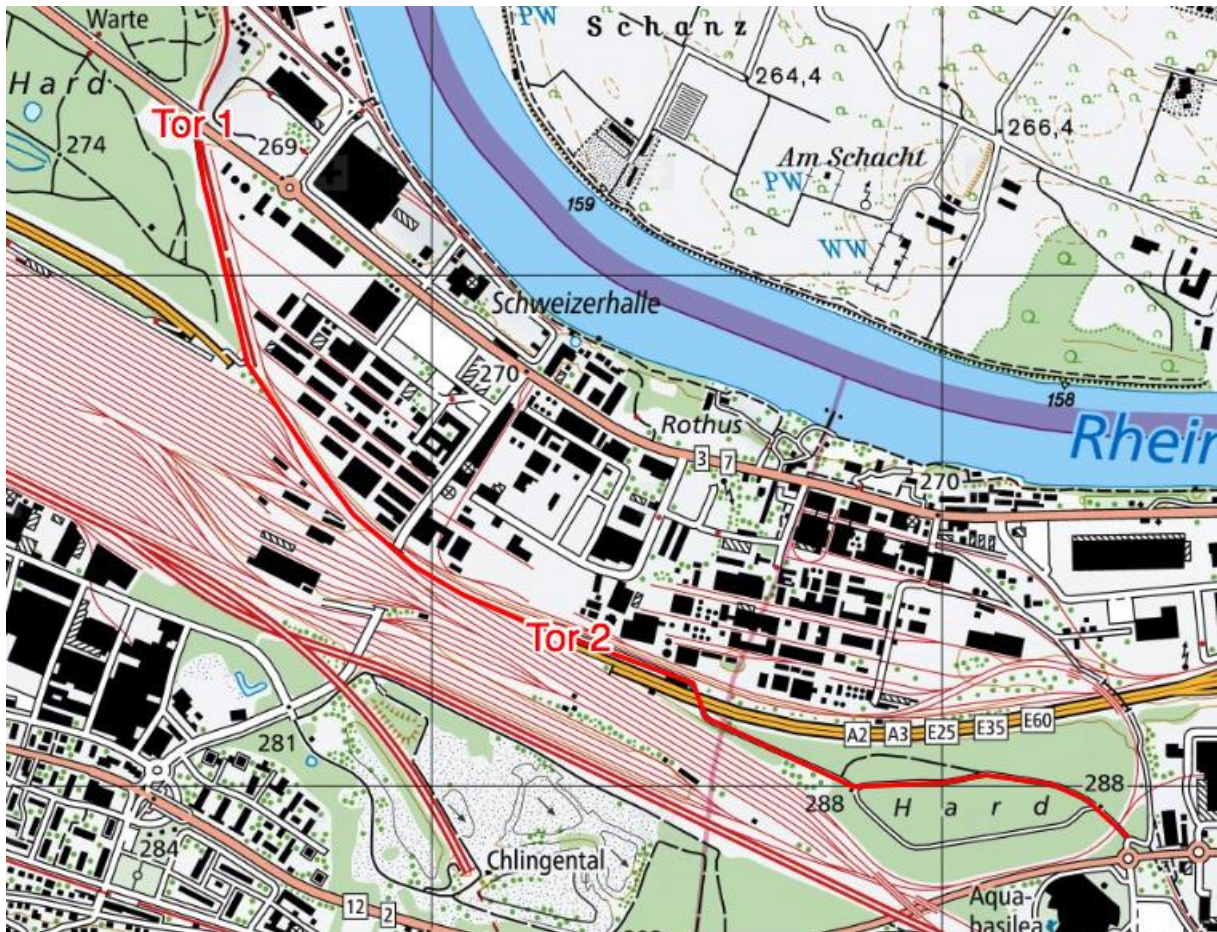 PW
Schanz
Warte
264,4
Hard
Tor 1
266,4
269
274
Am Schacht
PW
159
WW
Schweizerhalle
270
158
Rothus
Rhein
3
7
270
Tor 2
A2
A3
E25
E35
E60
281
288
Hard
288
284
Chlingental
12
2
Aqua-
basilea